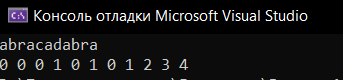 Консоль отладки Microsoft Visual Studio
abracadabra
0 0 0 1 0 1 0 1 2 3 4